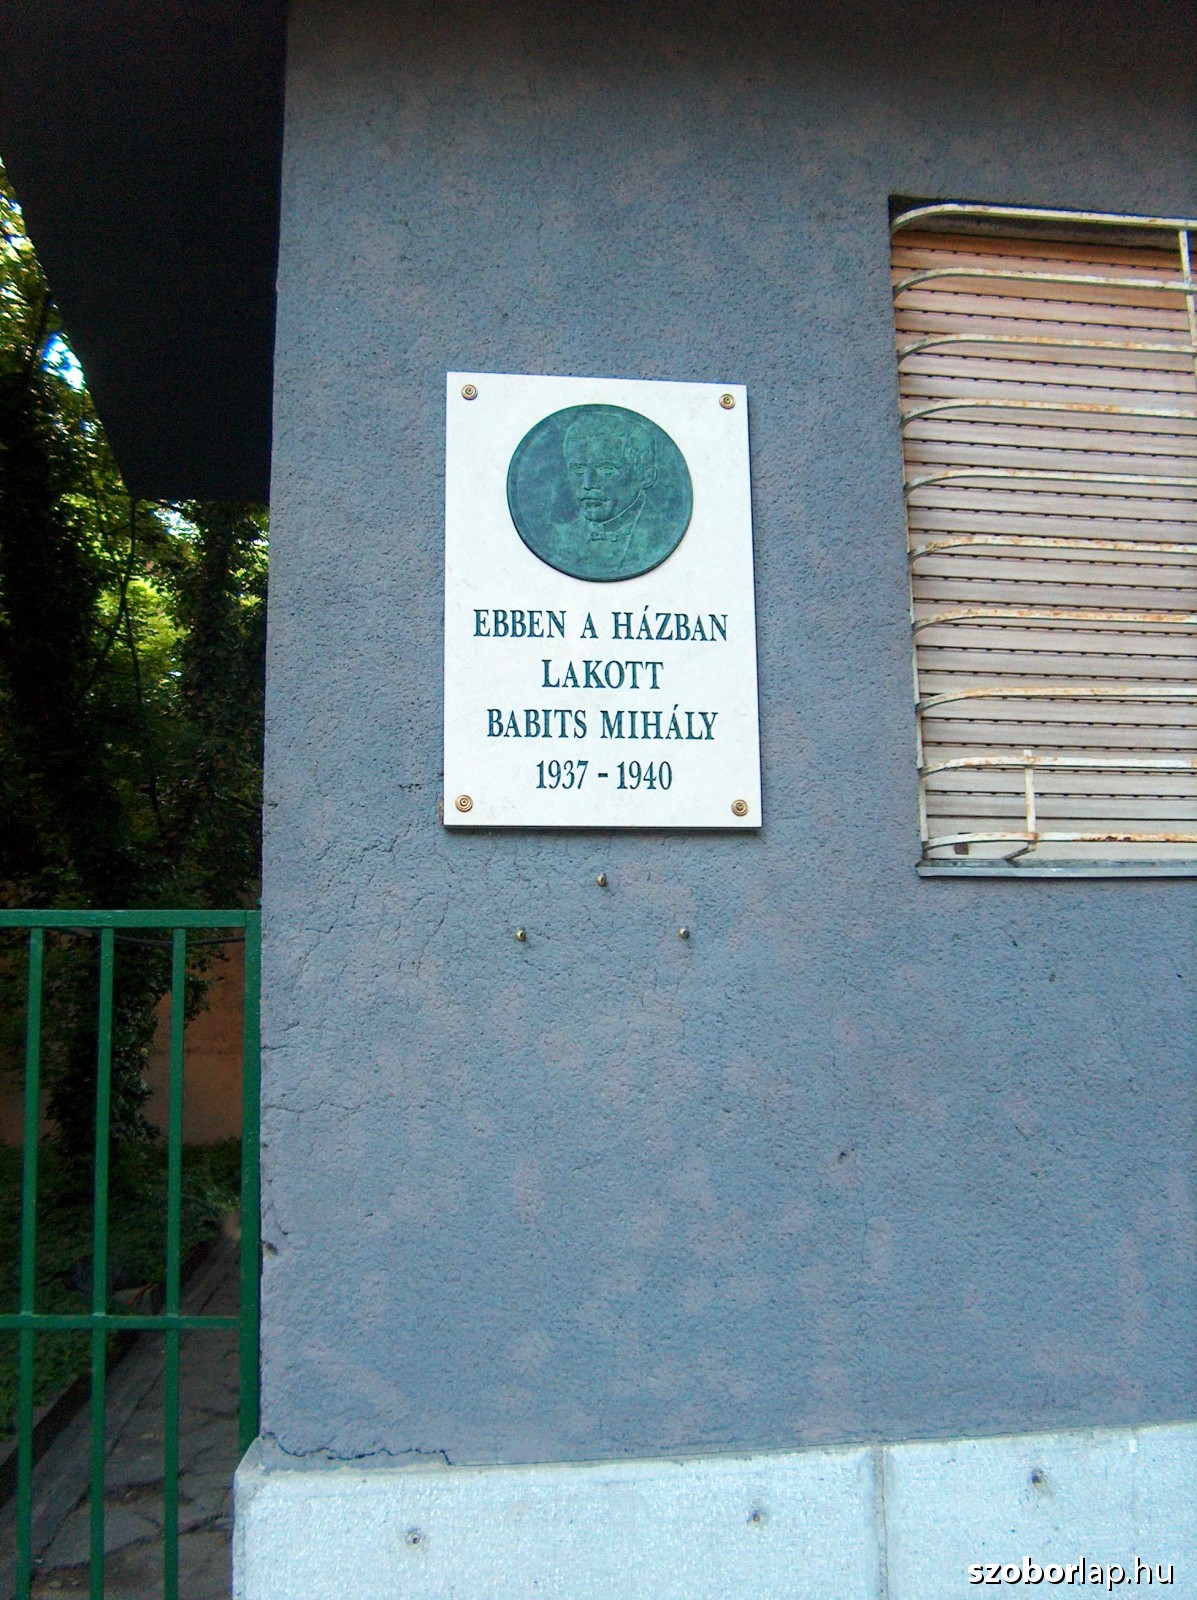 EBBEN A HÁZBAN
LAKOTT
BABITS MIHÁLY
1937 - 1940
szoborlap.hu